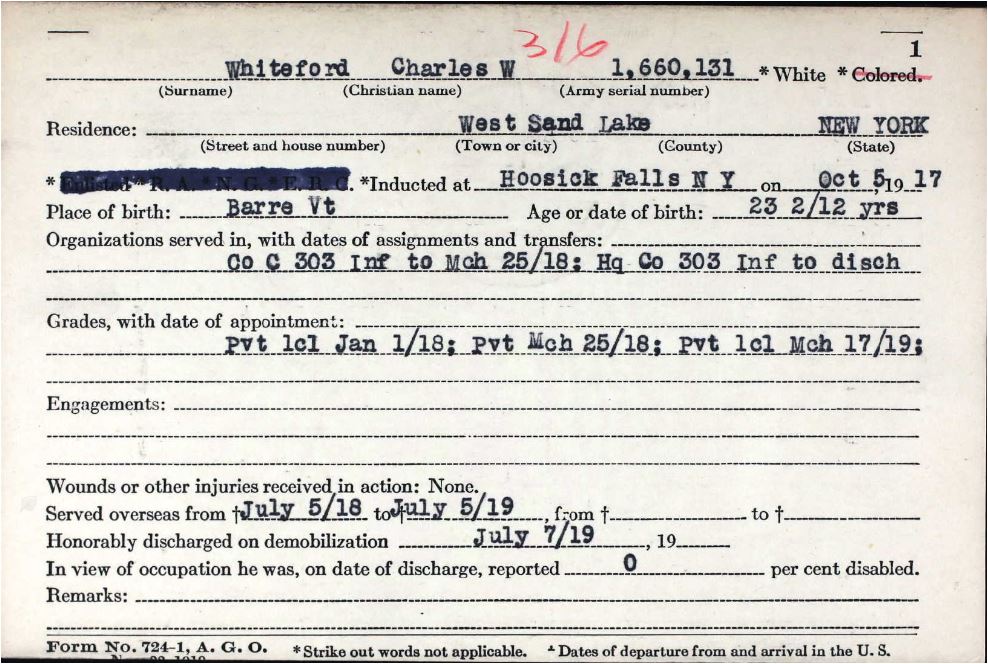 316
1
Whiteford Charles W 1,660,131 * White * Colored.
(Surname) (Christian name) (Army serial number)
Residence: West Sand Lake NEW YORK
(Street and house number) (Town or city) (County) (State)
* Enlisted * R. A. * N. G. * E. R. C. *Inducted at Hoosick Falls N Y on Oct 5, 19 17
Place of birth: Barre Vt Age or date of birth: 23 2/12 yrs
Organizations served in, with dates of assignments and transfers:
Co C 303 Inf to Mch 25/18; Hq Co 303 Inf to disch
Grades, with date of appointment:
Pvt 1cl Jan 1/18; Pvt Mch 25/18; Pvt 1cl Mch 17/19;
Engagements:
Wounds or other injuries received in action: None.
Served overseas from † July 5/18 to † July 5/19, from † to †
Honorably discharged on demobilization July 7/19, 19
In view of occupation he was, on date of discharge, reported 0 per cent disabled.
Remarks:
Form No. 724-1, A. G. O. *Strike out words not applicable. †Dates of departure from and arrival in the U. S.